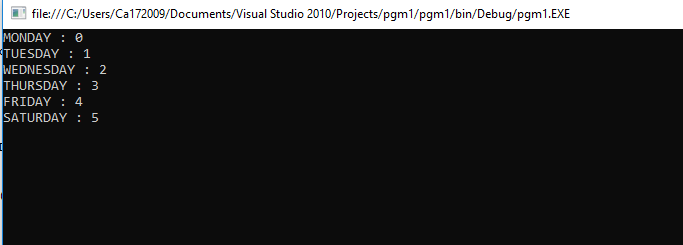 file:///C:/Users/Ca172009/Documents/Visual Studio 2010/Projects/pgm1/pgm1/bin/Debug/pgm1.EXE
MONDAY : 0
TUESDAY : 1
WEDNESDAY : 2
THURSDAY : 3
FRIDAY : 4
SATURDAY : 5